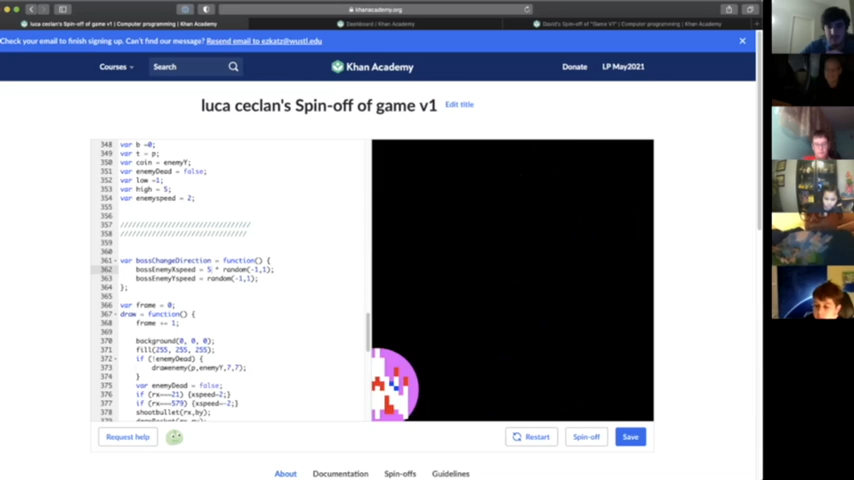 khanacademy.org
luca ceclan's Spin-off of game v1 | Computer programming | Khan Academy
Dashboard | Khan Academy
David's Spin-off of "Game V1" | Computer programming | Khan Academy
Check your email to finish signing up. Can't find our message? Resend email to ezkatz@wustl.edu
Courses
Search
Khan Academy
Donate
LP May2021
luca ceclan's Spin-off of game v1 Edit title
348 var b =0;
349 var t = p;
350 var coin = enemyY;
351 var enemyDead = false;
352 var low =1;
353 var high = 5;
354 var enemyspeed = 2;
355
356
357 /////////////////////////////////
358 ////////////////////////////////
359
360
361 var bossChangeDirection = function() {
362 bossEnemyXspeed = 5 * random(-1,1);
363 bossEnemyYspeed = random(-1,1);
364 };
365
366 var frame = 0;
367 draw = function() {
368 frame += 1;
369
370 background(0, 0, 0);
371 fill(255, 255, 255);
372 if (!enemyDead) {
373 drawenemy(p,enemyY,7,7);
374 }
375 var enemyDead = false;
376 if (rx===21) {xspeed=2;}
377 if (rx===579) {xspeed=-2;}
378 shootbullet(rx,by);
379
Request help
Restart
Spin-off
Save
About
Documentation
Spin-offs
Guidelines